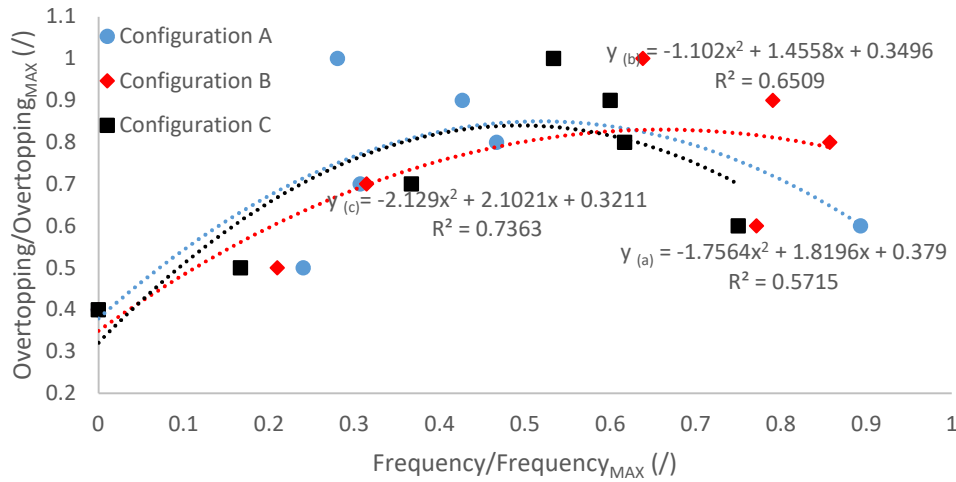 Overtopping/OvertoppingMAX (/)
1.1
1
0.9
0.8
0.7
0.6
0.5
0.4
0.3
0.2
Configuration A
Configuration B
Configuration C
y (b) = -1.102x² + 1.4558x + 0.3496
R² = 0.6509
y (c)= -2.129x² + 2.1021x + 0.3211
R² = 0.7363
y (a) = -1.7564x² + 1.8196x + 0.379
R² = 0.5715
0 0.1 0.2 0.3 0.4 0.5 0.6 0.7 0.8 0.9 1
Frequency/FrequencyMAX (/)